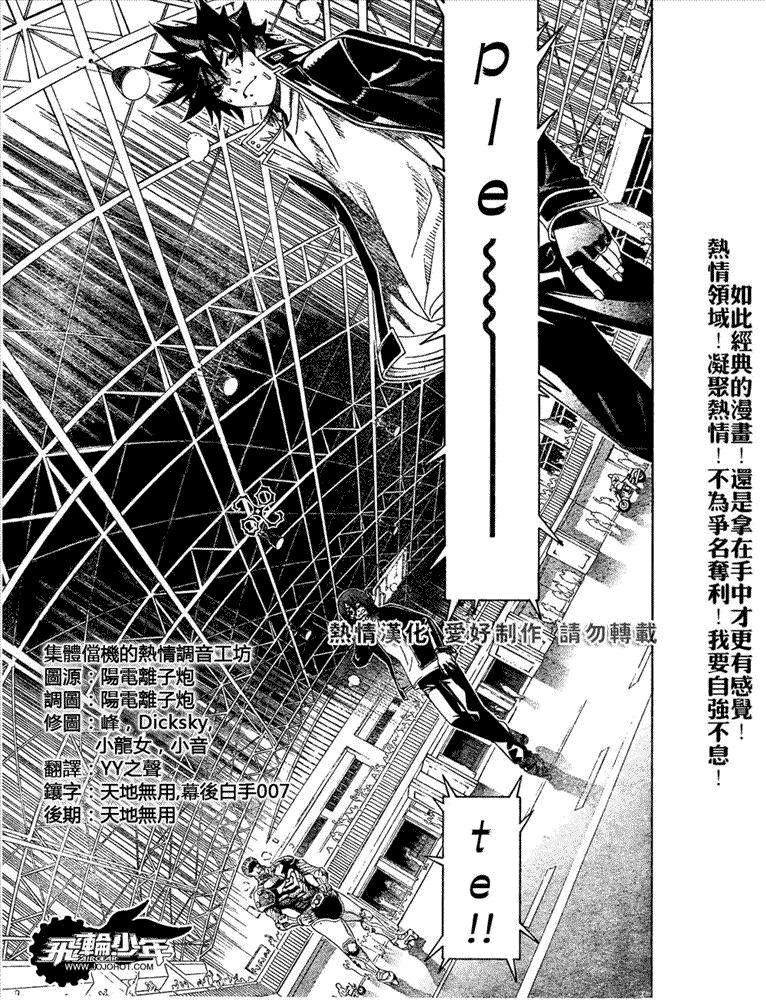 ple〰—
te!!
如此經典的漫畫！還是拿在手中才更有感覺！
熱情領域！凝聚熱情！不為爭名奪利！我要自強不息！
熱情漢化 愛好制作 請勿轉載
集體檔機的熱情調音工坊
圖源：陽電離子炮
調圖：陽電離子炮
修圖：峰，Dicksky,
小龍女，小音
翻譯：YY之聲
鑲字：天地無用,幕後白手007
後期：天地無用
飛輪少年
AIR GEAR
WWW.JOJOHOT.COM